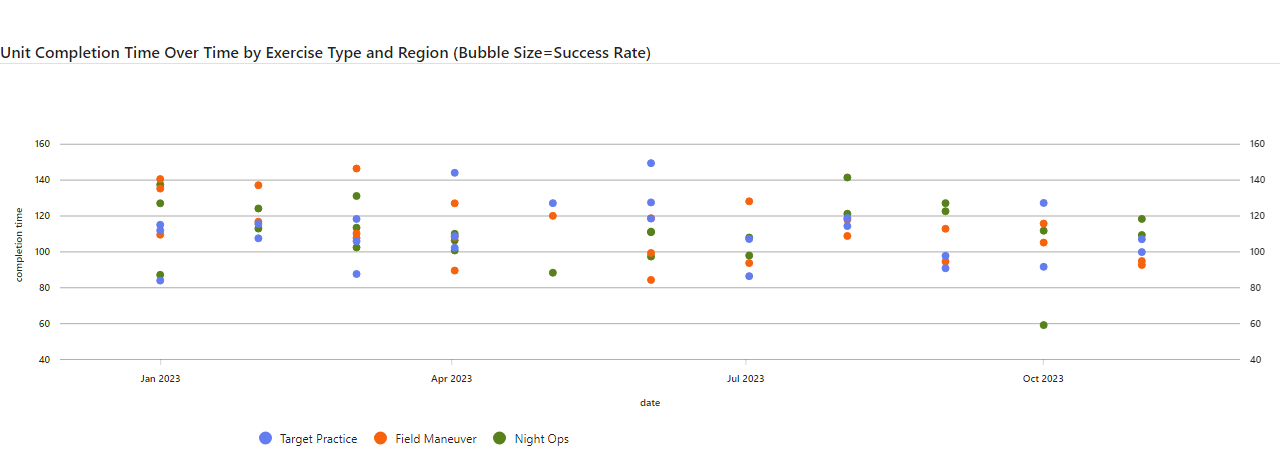 Unit Completion Time Over Time by Exercise Type and Region (Bubble Size=Success Rate)
160 160
140 140
120 120
100 100
80 80
60 60
40 40
completion time
Jan 2023 Apr 2023 Jul 2023 Oct 2023
date
Target Practice Field Maneuver Night Ops